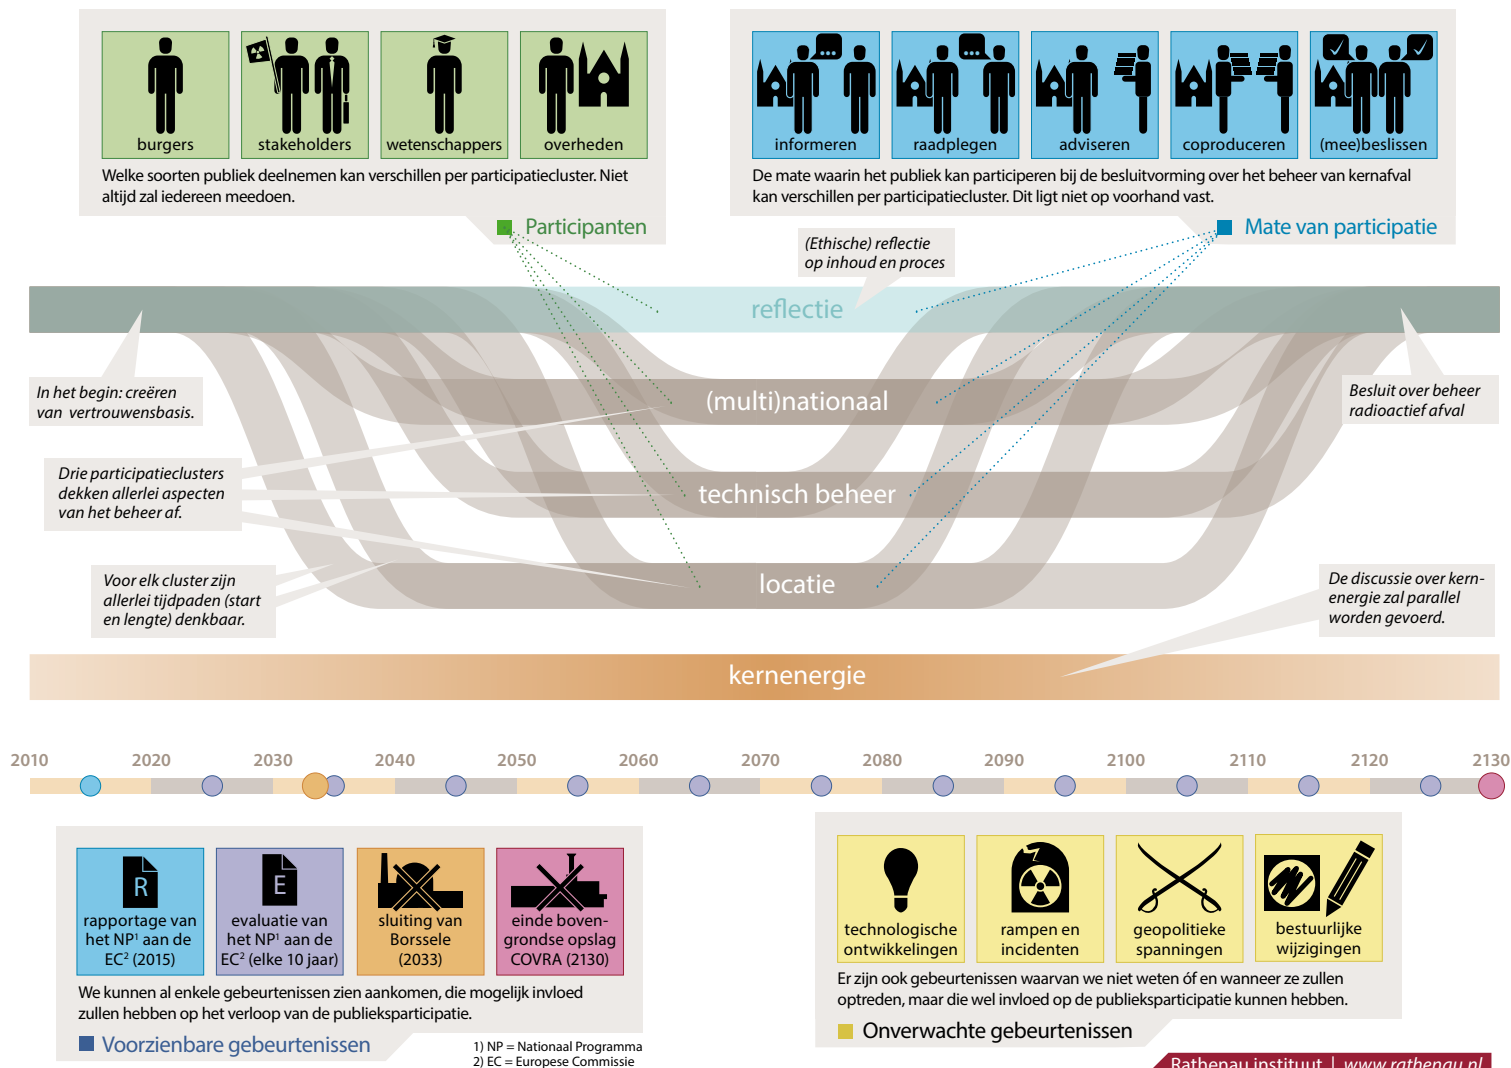 burgers
stakeholders
wetenschappers
overheden
Welke soorten publiek deelnemen kan verschillen per participatiecluster. Niet
altijd zal iedereen meedoen.
Participanten
informeren
raadplegen
adviseren
coproduceren
(mee)beslissen
De mate waarin het publiek kan participeren bij de besluitvorming over het beheer van kernafval
kan verschillen per participatiecluster. Dit ligt niet op voorhand vast.
Mate van participatie
(Ethische) reflectie
op inhoud en proces
reflectie
In het begin: creëren
van vertrouwensbasis.
(multi)nationaal
Besluit over beheer
radioactief afval
Drie participatieclusters
dekken allerlei aspecten
van het beheer af.
technisch beheer
Voor elk cluster zijn
allerlei tijdpaden (start
en lengte) denkbaar.
locatie
De discussie over kern-
energie zal parallel
worden gevoerd.
kernenergie
2010
2020
2030
2040
2050
2060
2070
2080
2090
2100
2110
2120
2130
R
rapportage van
het NP¹ aan de
EC² (2015)
E
evaluatie van
het NP¹ aan de
EC² (elke 10 jaar)
sluiting van
Borssele
(2033)
einde boven-
grondse opslag
COVRA (2130)
We kunnen al enkele gebeurtenissen zien aankomen, die mogelijk invloed
zullen hebben op het verloop van de publieksparticipatie.
Voorzienbare gebeurtenissen
1) NP = Nationaal Programma
2) EC = Europese Commissie
technologische
ontwikkelingen
rampen en
incidenten
geopolitieke
spanningen
bestuurlijke
wijzigingen
Er zijn ook gebeurtenissen waarvan we niet weten óf en wanneer ze zullen
optreden, maar die wel invloed op de publieksparticipatie kunnen hebben.
Onverwachte gebeurtenissen
Rathenau instituut | www.rathenau.nl